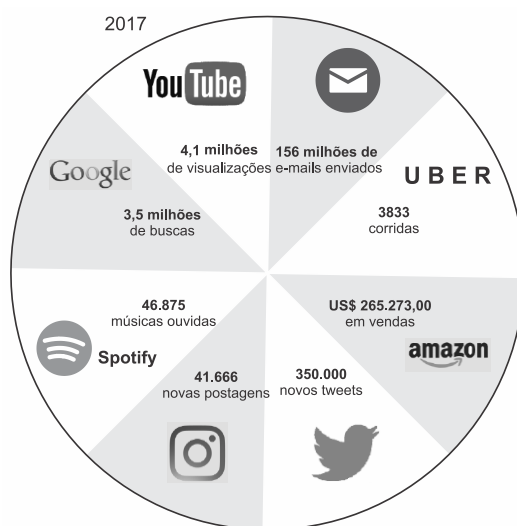 2017
YouTube
4,1 milhões
de visualizações
156 milhões de
e-mails enviados
UBER
3833
corridas
Google
3,5 milhões
de buscas
46.875
músicas ouvidas
Spotify
US$ 265.273,00
em vendas
amazon
41.666
novas postagens
350.000
novos tweets